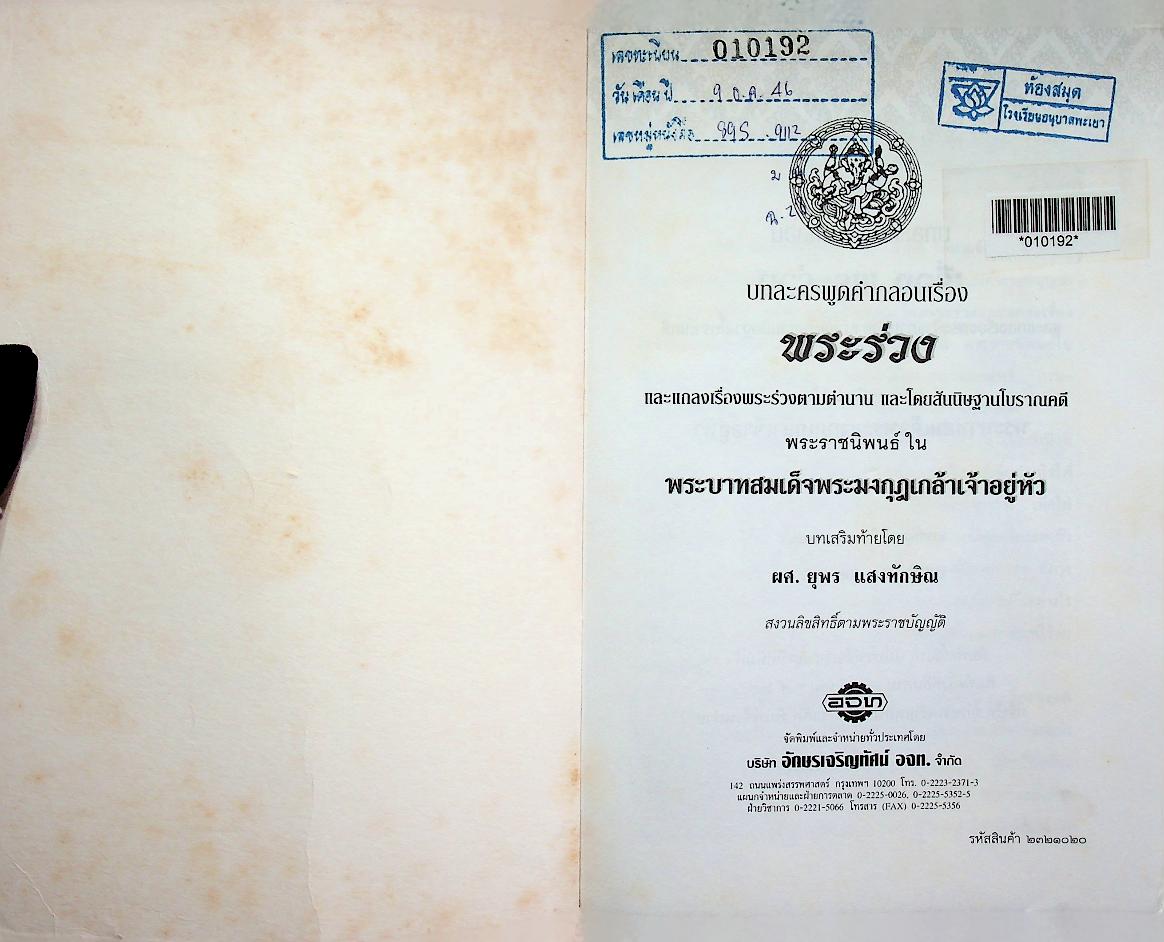 เลขทะเบียน 010192
วันเดือนปี 9 ต.ค. 46
เลขหมู่หนังสือ 895.9112
ห้องสมุด
โรงเรียนอนุบาลพะเยา
ม
*010192*
บทละครพูดคำกลอนเรื่อง
พระร่วง
และแถลงเรื่องพระร่วงตามตำนาน และโดยสันนิษฐานโบราณคดี
พระราชนิพนธ์ ใน
พระบาทสมเด็จพระมงกุฎเกล้าเจ้าอยู่หัว
บทเสริมท้ายโดย
ผศ. ยุพร แสงทักษิณ
สงวนลิขสิทธิ์ตามพระราชบัญญัติ
อจท
จัดพิมพ์และจำหน่ายทั่วประเทศโดย
บริษัท อักษรเจริญทัศน์ อจท. จำกัด
142 ถนนแพร่งสรรพศาสตร์ กรุงเทพฯ 10200 โทร. 0-2223-2371-3
แผนกจำหน่ายและฝ่ายการตลาด 0-2225-0026, 0-2225-5352-5
ฝ่ายวิชาการ 0-2221-5066 โทรสาร (FAX) 0-2225-5356
รหัสสินค้า ๒๓๒๑๐๒๐